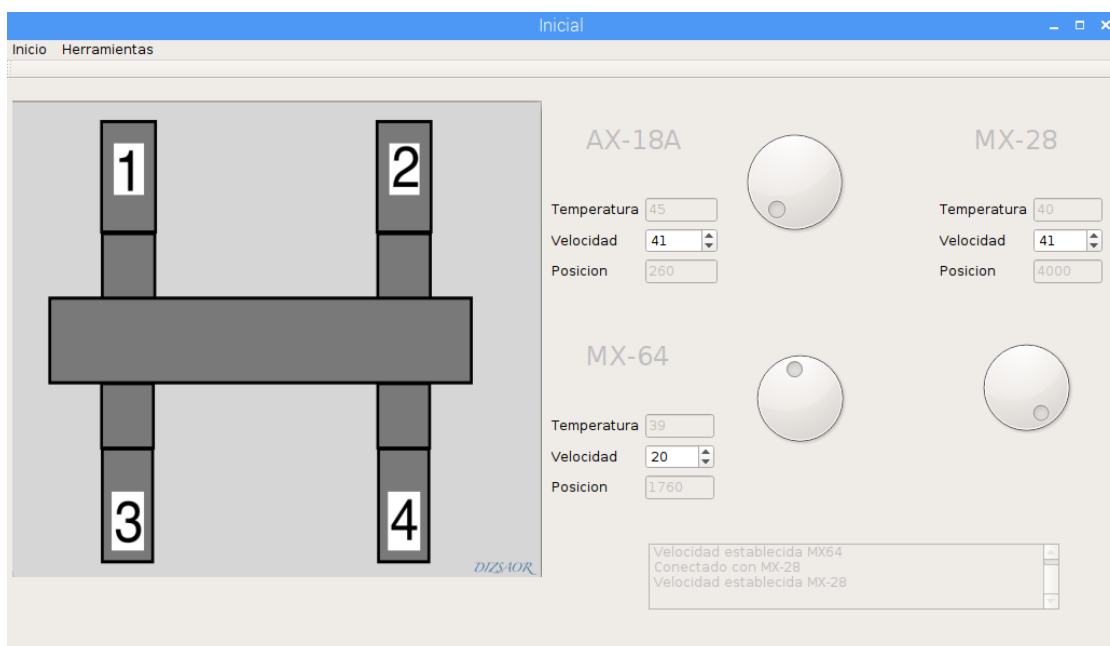 Inicial
Inicio Herramientas
1 2
3 4
DIZSAOR
AX-18A
Temperatura 45
Velocidad 41
Posicion 260
MX-28
Temperatura 40
Velocidad 41
Posicion 4000
MX-64
Temperatura 39
Velocidad 20
Posicion 1760
Velocidad establecida MX64
Conectado con MX-28
Velocidad establecida MX-28